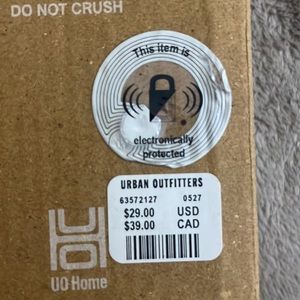 DO NOT CRUSH
This item is
electronically
protected
URBAN OUTFITTERS
63572127 0527
$29.00 USD
$39.00 CAD
UO Home